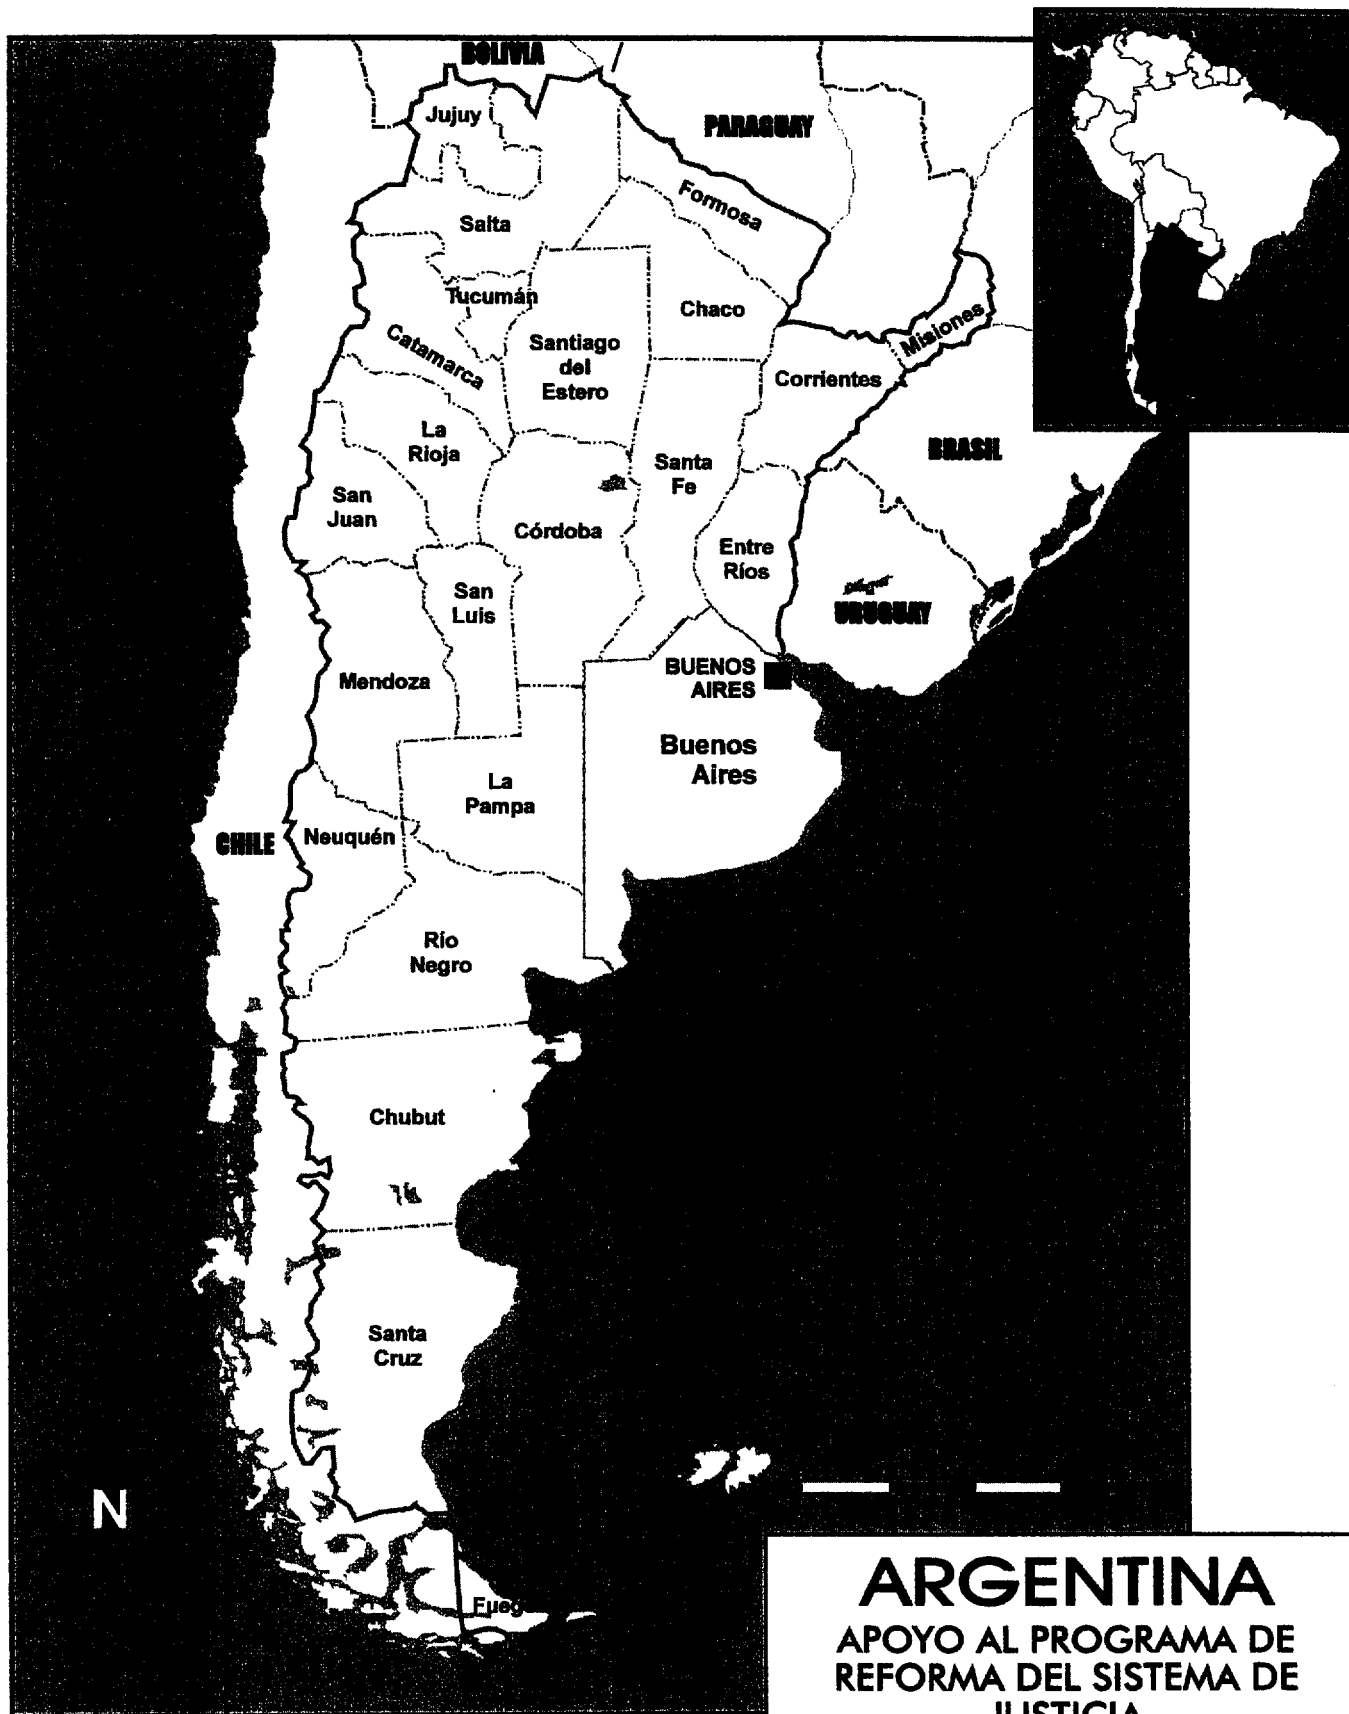 BOLIVIA
Jujuy
PARAGUAY
Formosa
Salta
Tucumán
Chaco
Misiones
Catamarca
Santiago
del
Estero
Corrientes
La
Rioja
BRASIL
Santa
Fe
San
Juan
Córdoba
Entre
Ríos
San
Luis
URUGUAY
BUENOS
AIRES
Mendoza
Buenos
Aires
La
Pampa
CHILE
Neuquén
Río
Negro
Chubut
Santa
Cruz
N
Fueg
ARGENTINA
APOYO AL PROGRAMA DE
REFORMA DEL SISTEMA DE
JUSTICIA